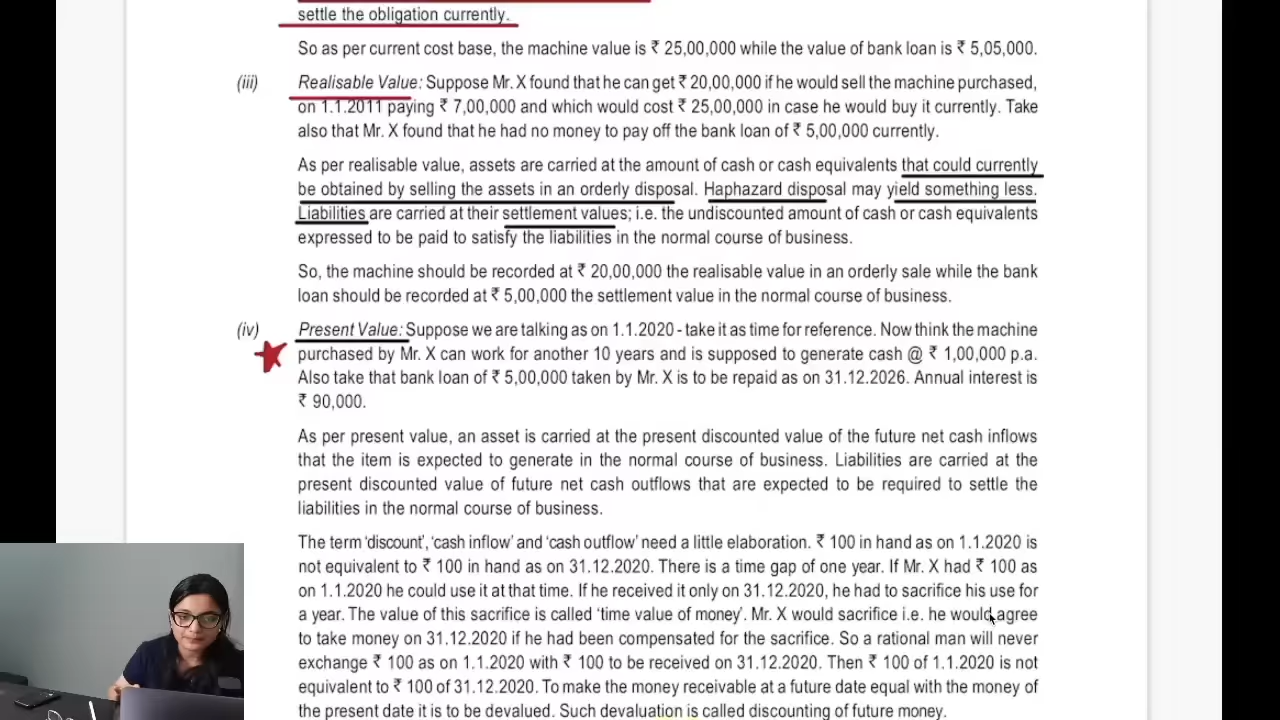 settle the obligation currently.
So as per current cost base, the machine value is ₹ 25,00,000 while the value of bank loan is ₹ 5,05,000.
(iii) Realisable Value: Suppose Mr. X found that he can get ₹ 20,00,000 if he would sell the machine purchased,
on 1.1.2011 paying ₹ 7,00,000 and which would cost ₹ 25,00,000 in case he would buy it currently. Take
also that Mr. X found that he had no money to pay off the bank loan of ₹ 5,00,000 currently.
As per realisable value, assets are carried at the amount of cash or cash equivalents that could currently
be obtained by selling the assets in an orderly disposal. Haphazard disposal may yield something less.
Liabilities are carried at their settlement values; i.e. the undiscounted amount of cash or cash equivalents
expressed to be paid to satisfy the liabilities in the normal course of business.
So, the machine should be recorded at ₹ 20,00,000 the realisable value in an orderly sale while the bank
loan should be recorded at ₹ 5,00,000 the settlement value in the normal course of business.
(iv) Present Value: Suppose we are talking as on 1.1.2020 - take it as time for reference. Now think the machine
purchased by Mr. X can work for another 10 years and is supposed to generate cash @ ₹ 1,00,000 p.a.
Also take that bank loan of ₹ 5,00,000 taken by Mr. X is to be repaid as on 31.12.2026. Annual interest is
₹ 90,000.
As per present value, an asset is carried at the present discounted value of the future net cash inflows
that the item is expected to generate in the normal course of business. Liabilities are carried at the
present discounted value of future net cash outflows that are expected to be required to settle the
liabilities in the normal course of business.
The term 'discount', 'cash inflow' and 'cash outflow' need a little elaboration. ₹ 100 in hand as on 1.1.2020 is
not equivalent to ₹ 100 in hand as on 31.12.2020. There is a time gap of one year. If Mr. X had ₹ 100 as
on 1.1.2020 he could use it at that time. If he received it only on 31.12.2020, he had to sacrifice his use for
a year. The value of this sacrifice is called 'time value of money'. Mr. X would sacrifice i.e. he would agree
to take money on 31.12.2020 if he had been compensated for the sacrifice. So a rational man will never
exchange ₹ 100 as on 1.1.2020 with ₹ 100 to be received on 31.12.2020. Then ₹ 100 of 1.1.2020 is not
equivalent to ₹ 100 of 31.12.2020. To make the money receivable at a future date equal with the money of
the present date it is to be devalued. Such devaluation is called discounting of future money.